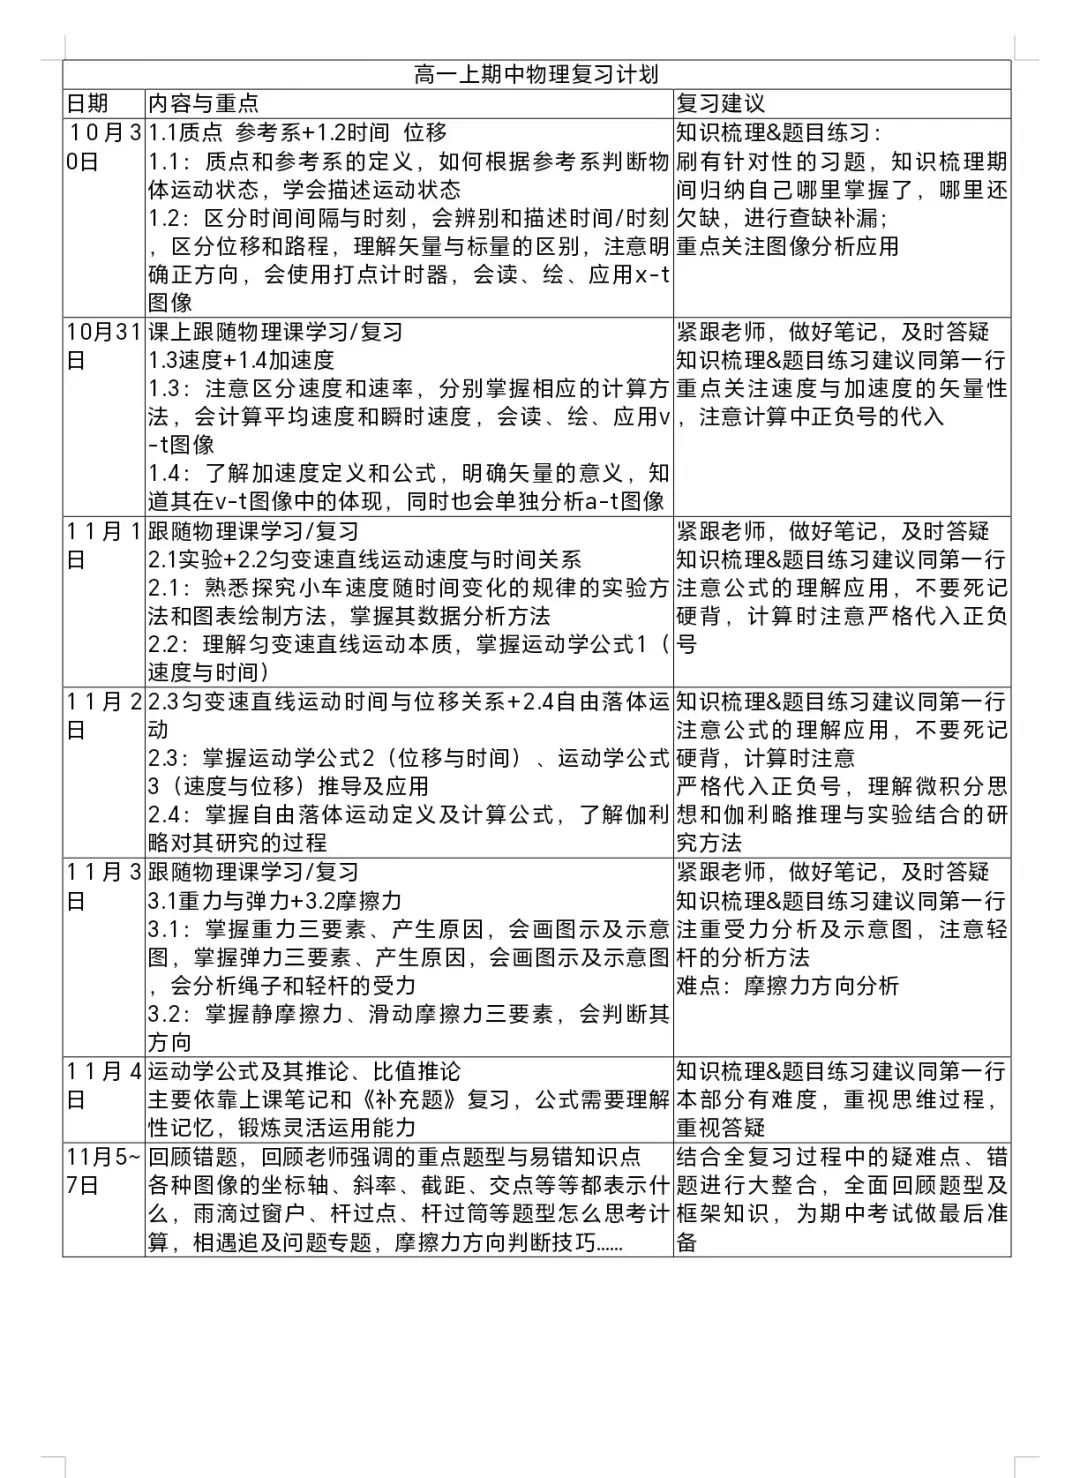 高一上期中物理复习计划
日期
内容与重点
复习建议
10月3
0日
1.1质点 参考系+1.2时间 位移
1.1：质点和参考系的定义，如何根据参考系判断物
体运动状态，学会描述运动状态
1.2：区分时间间隔与时刻，会辨别和描述时间/时刻
，区分位移和路程，理解矢量与标量的区别，注意明
确正方向，会使用打点计时器，会读、绘、应用x-t
图像
知识梳理&题目练习：
刷有针对性的习题，知识梳理期
间归纳自己哪里掌握了，哪里还
欠缺，进行查缺补漏；
重点关注图像分析应用
10月31
日
课上跟随物理课学习/复习
1.3速度+1.4加速度
1.3：注意区分速度和速率，分别掌握相应的计算方
法，会计算平均速度和瞬时速度，会读、绘、应用v
-t图像
1.4：了解加速度定义和公式，明确矢量的意义，知
道其在v-t图像中的体现，同时也会单独分析a-t图像
紧跟老师，做好笔记，及时答疑
知识梳理&题目练习建议同第一行
重点关注速度与加速度的矢量性
，注意计算中正负号的代入
11月1
日
跟随物理课学习/复习
2.1实验+2.2匀变速直线运动速度与时间关系
2.1：熟悉探究小车速度随时间变化的规律的实验方
法和图表绘制方法，掌握其数据分析方法
2.2：理解匀变速直线运动本质，掌握运动学公式1（
速度与时间）
紧跟老师，做好笔记，及时答疑
知识梳理&题目练习建议同第一行
注意公式的理解应用，不要死记
硬背，计算时注意严格代入正负
号
11月2
日
2.3匀变速直线运动时间与位移关系+2.4自由落体运
动
2.3：掌握运动学公式2（位移与时间）、运动学公式
3（速度与位移）推导及应用
2.4：掌握自由落体运动定义及计算公式，了解伽利
略对其研究的过程
知识梳理&题目练习建议同第一行
注意公式的理解应用，不要死记
硬背，计算时注意
严格代入正负号，理解微积分思
想和伽利略推理与实验结合的研
究方法
11月3
日
跟随物理课学习/复习
3.1重力与弹力+3.2摩擦力
3.1：掌握重力三要素、产生原因，会画图示及示意
图，掌握弹力三要素、产生原因，会画图示及示意图
，会分析绳子和轻杆的受力
3.2：掌握静摩擦力、滑动摩擦力三要素，会判断其
方向
紧跟老师，做好笔记，及时答疑
知识梳理&题目练习建议同第一行
注重受力分析及示意图，注意轻
杆的分析方法
难点：摩擦力方向分析
11月4
日
运动学公式及其推论、比值推论
主要依靠上课笔记和《补充题》复习，公式需要理解
性记忆，锻炼灵活运用能力
知识梳理&题目练习建议同第一行
本部分有难度，重视思维过程，
重视答疑
11月5~
7日
回顾错题，回顾老师强调的重点题型与易错知识点
各种图像的坐标轴、斜率、截距、交点等等都表示什
么，雨滴过窗户、杆过点、杆过筒等题型怎么思考计
算，相遇追及问题专题，摩擦力方向判断技巧……
结合全复习过程中的疑难点、错
题进行大整合，全面回顾题型及
框架知识，为期中考试做最后准
备